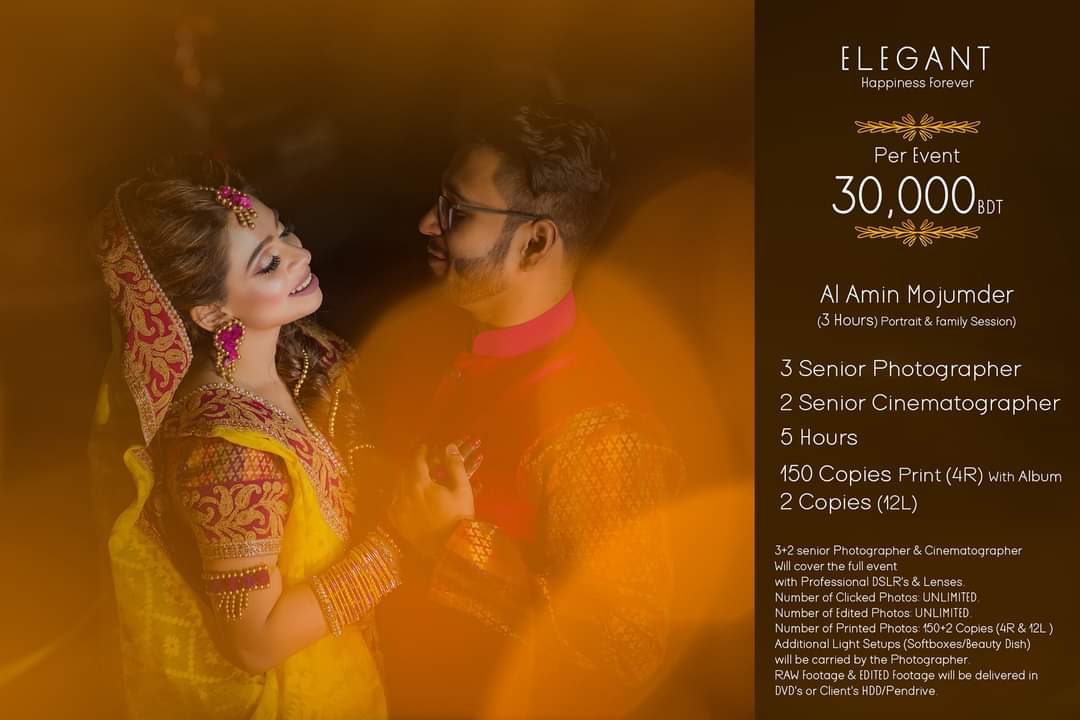 ELEGANT
Happiness Forever
Per Event
30,000BDT
Al Amin Mojumder
(3 Hours) Portrait & Family Session)
3 Senior Photographer
2 Senior Cinematographer
5 Hours
150 Copies Print (4R) With Album
2 Copies (12L)
3+2 senior Photographer & Cinematographer
Will cover the full event
with Professional DSLR's & Lenses.
Number of Clicked Photos: UNLIMITED.
Number of Edited Photos: UNLIMITED.
Number of Printed Photos: 150+2 Copies (4R & 12L )
Additional Light Setups (Softboxes/Beauty Dish)
will be carried by the Photographer.
RAW Footage & EDITED Footage will be delivered in
DVD's or Client's HDD/Pendrive.